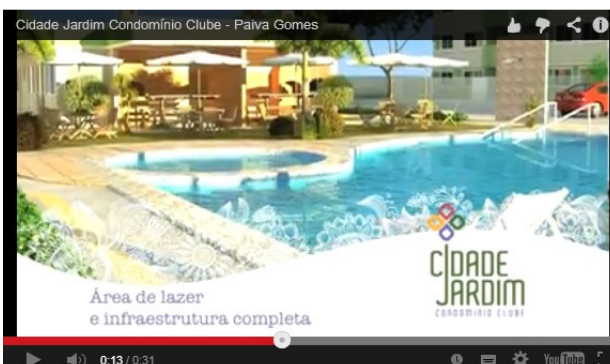 Cidade Jardim Condomínio Clube - Paiva Gomes
CIDADE
JARDIM
CONDOMINIO CLUBE
Área de lazer
e infraestrutura completa
0:13 / 0:31
YouTube